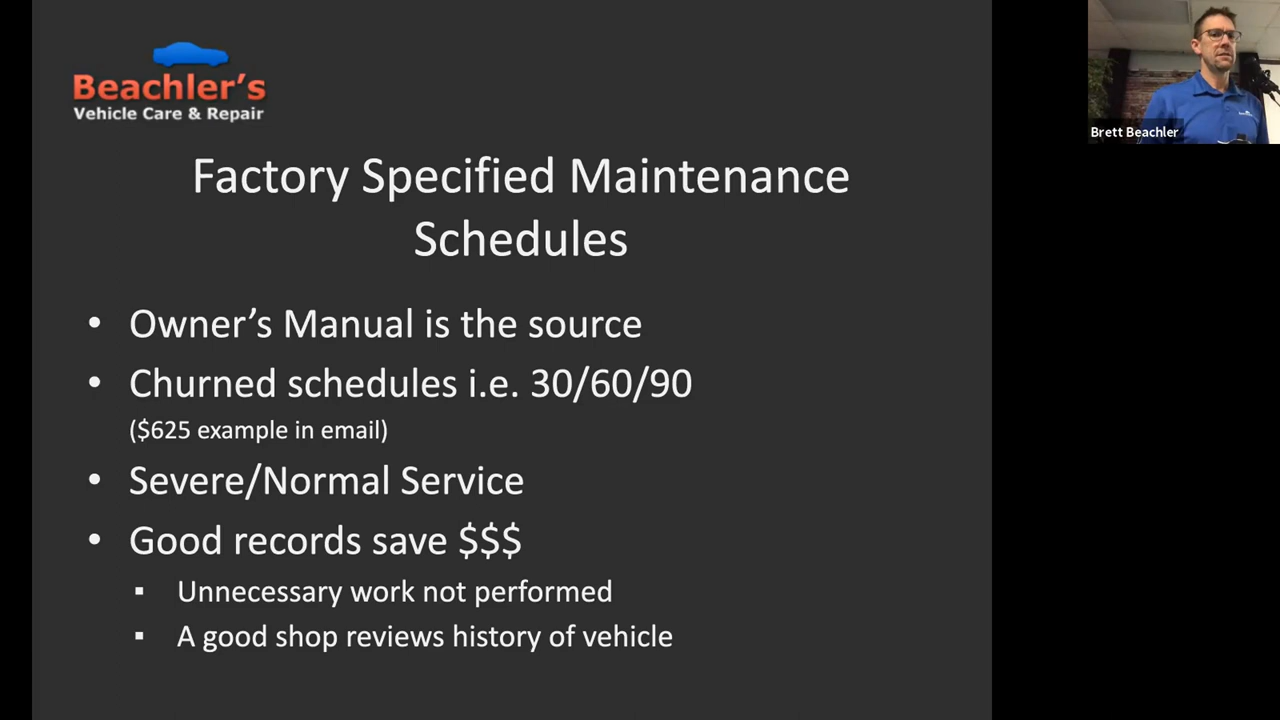 Beachler's
Vehicle Care & Repair
Brett Beachler
Factory Specified Maintenance
Schedules
• Owner's Manual is the source
• Churned schedules i.e. 30/60/90
($625 example in email)
• Severe/Normal Service
• Good records save $$$
▪ Unnecessary work not performed
▪ A good shop reviews history of vehicle